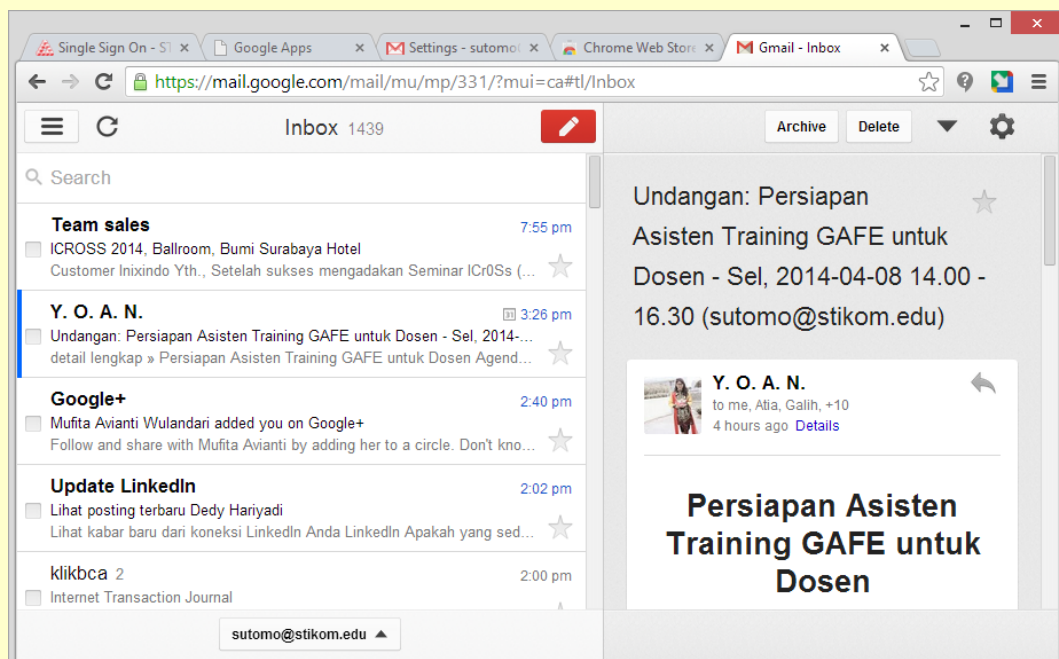 Single Sign On - ST
Google Apps
Settings - sutomo@
Chrome Web Store
Gmail - Inbox
https://mail.google.com/mail/mu/mp/331/?mui=ca#tl/Inbox
Inbox 1439
Archive
Delete
Search
Team sales
7:55 pm
ICROSS 2014, Ballroom, Bumi Surabaya Hotel
Customer Inixindo Yth., Setelah sukses mengadakan Seminar ICr0Ss (...
Y. O. A. N.
31 3:26 pm
Undangan: Persiapan Asisten Training GAFE untuk Dosen - Sel, 2014-...
detail lengkap » Persiapan Asisten Training GAFE untuk Dosen Agend...
Google+
2:40 pm
Mufita Avianti Wulandari added you on Google+
Follow and share with Mufita Avianti by adding her to a circle. Don't kno...
Update LinkedIn
2:02 pm
Lihat posting terbaru Dedy Hariyadi
Lihat kabar baru dari koneksi LinkedIn Anda LinkedIn Apakah yang sed...
klikbca 2
2:00 pm
Internet Transaction Journal
sutomo@stikom.edu
Undangan: Persiapan
Asisten Training GAFE untuk
Dosen - Sel, 2014-04-08 14.00 -
16.30 (sutomo@stikom.edu)
Y. O. A. N.
to me, Atia, Galih, +10
4 hours ago Details
Persiapan Asisten
Training GAFE untuk
Dosen